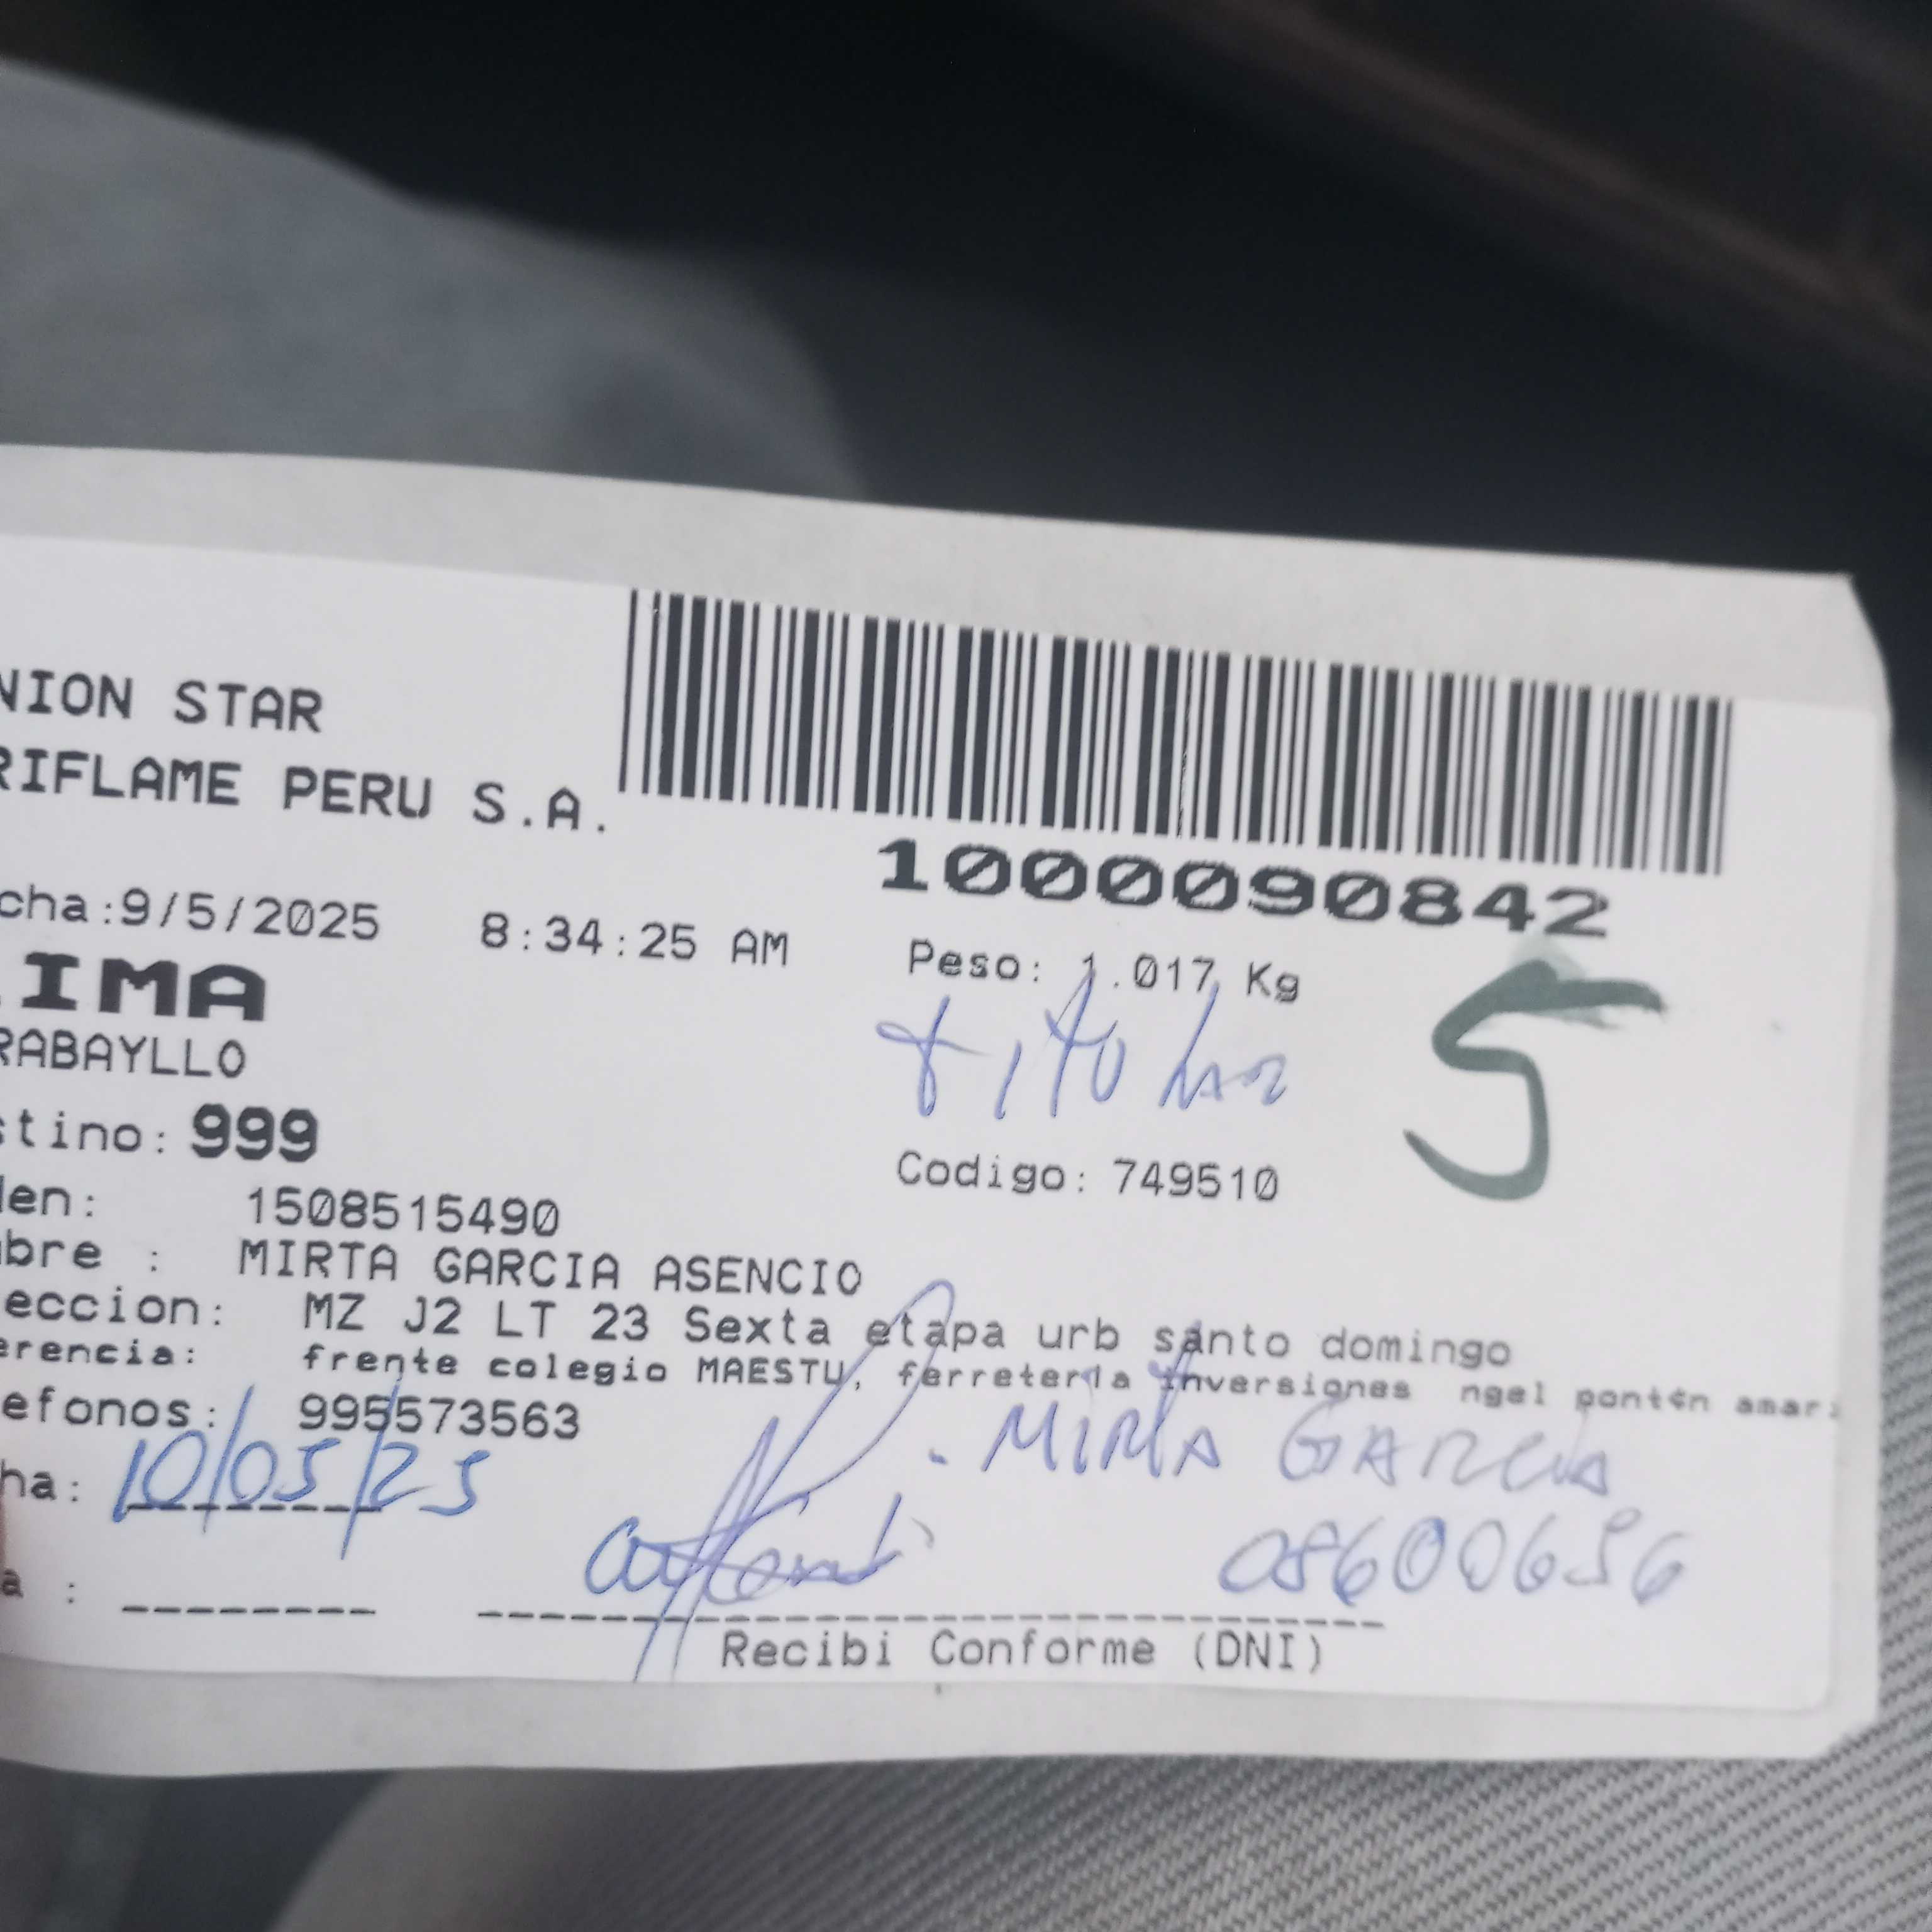 NION STAR
RIFLAME PERU S.A.
1000090842
cha:9/5/2025 8:34:25 AM
Peso: 1.017 Kg
IMA
RABAYLLO
titular
5
stino: 999
Codigo: 749510
den: 1508515490
bre : MIRTA GARCIA ASENCIO
eccion: MZ J2 LT 23 Sexta etapa urb santo domingo
erencia: frente colegio MAESTU, ferreteria inversiones ngel
efonos: 995573563
. MIRTA GARCIA
ha: 10/05/25
08600656
a :
Recibi Conforme (DNI)